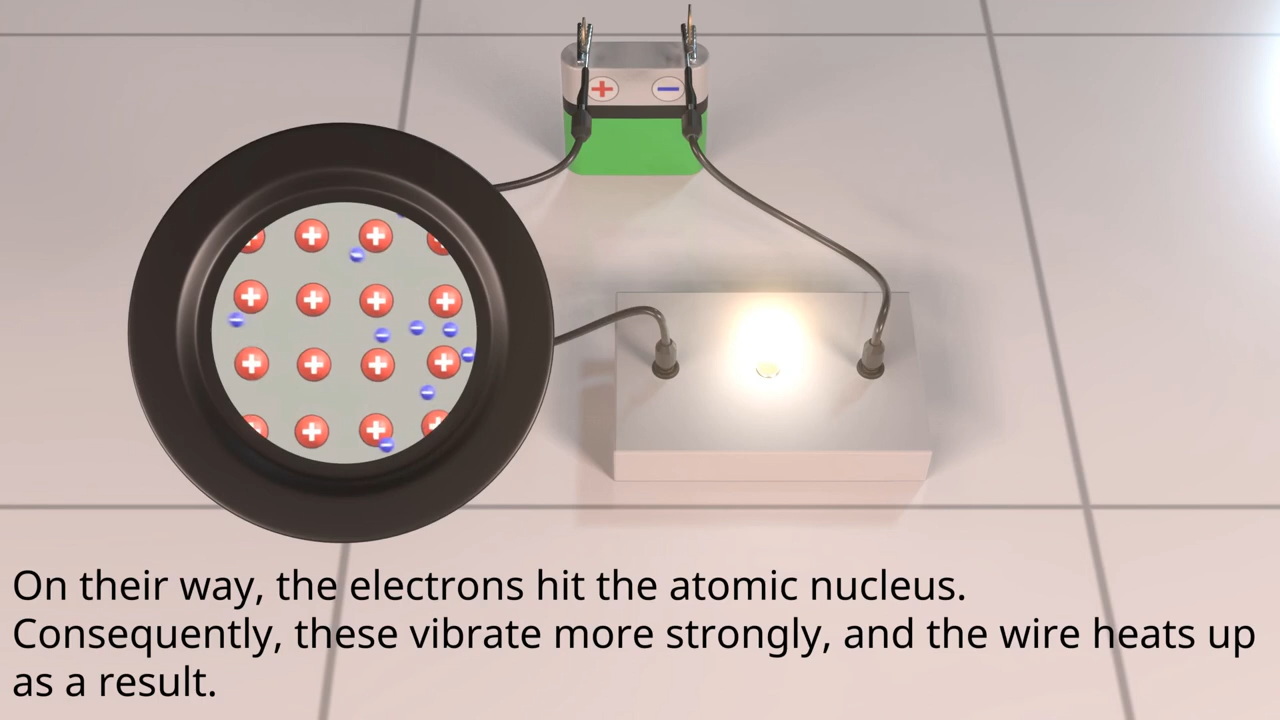 On their way, the electrons hit the atomic nucleus.
Consequently, these vibrate more strongly, and the wire heats up
as a result.